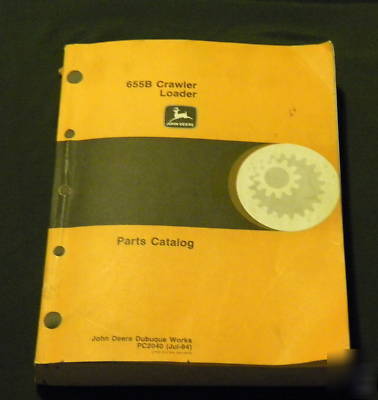 655B Crawler
Loader
JOHN DEERE
Parts Catalog
John Deere Dubuque Works
PC2040 (Jul-84)